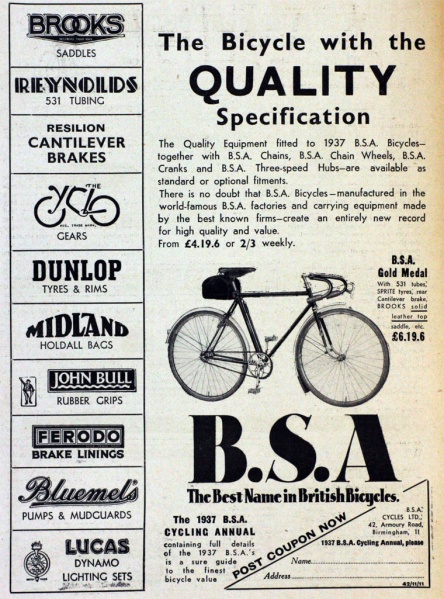 BROOKS
SADDLES
REYNOLDS
531 TUBING
RESILION
CANTILEVER
BRAKES
THE
CYCLO
REG. TRADE MARK
GEARS
DUNLOP
TYRES & RIMS
MIDLAND
HOLDALL BAGS
JOHN BULL
RUBBER GRIPS
FERODO
BRAKE LININGS
Bluemel's
PUMPS & MUDGUARDS
LUCAS
DYNAMO
LIGHTING SETS
The Bicycle with the
QUALITY
Specification
The Quality Equipment fitted to 1937 B.S.A. Bicycles—
together with B.S.A. Chains, B.S.A. Chain Wheels, B.S.A.
Cranks and B.S.A. Three-speed Hubs—are available as
standard or optional fitments.
There is no doubt that B.S.A. Bicycles—manufactured in the
world-famous B.S.A. factories and carrying equipment made
by the best known firms—create an entirely new record
for high quality and value.
From £4.19.6 or 2/3 weekly.
B.S.A.
Gold Medal
With 531 tubes,
SPRITE tyres, rear
Cantilever brake,
BROOKS solid
leather top
saddle, etc.
£6.19.6
B.S.A
The Best Name in British Bicycles.
The 1937 B.S.A.
CYCLING ANNUAL
containing full details
of the 1937 B.S.A.'s
is a sure guide
to the finest
bicycle value
POST COUPON NOW
B.S.A.
CYCLES LTD.,
42, Armoury Road,
Birmingham, 11
1937 B.S.A. Cycling Annual, please
Name
Address
42/11/11